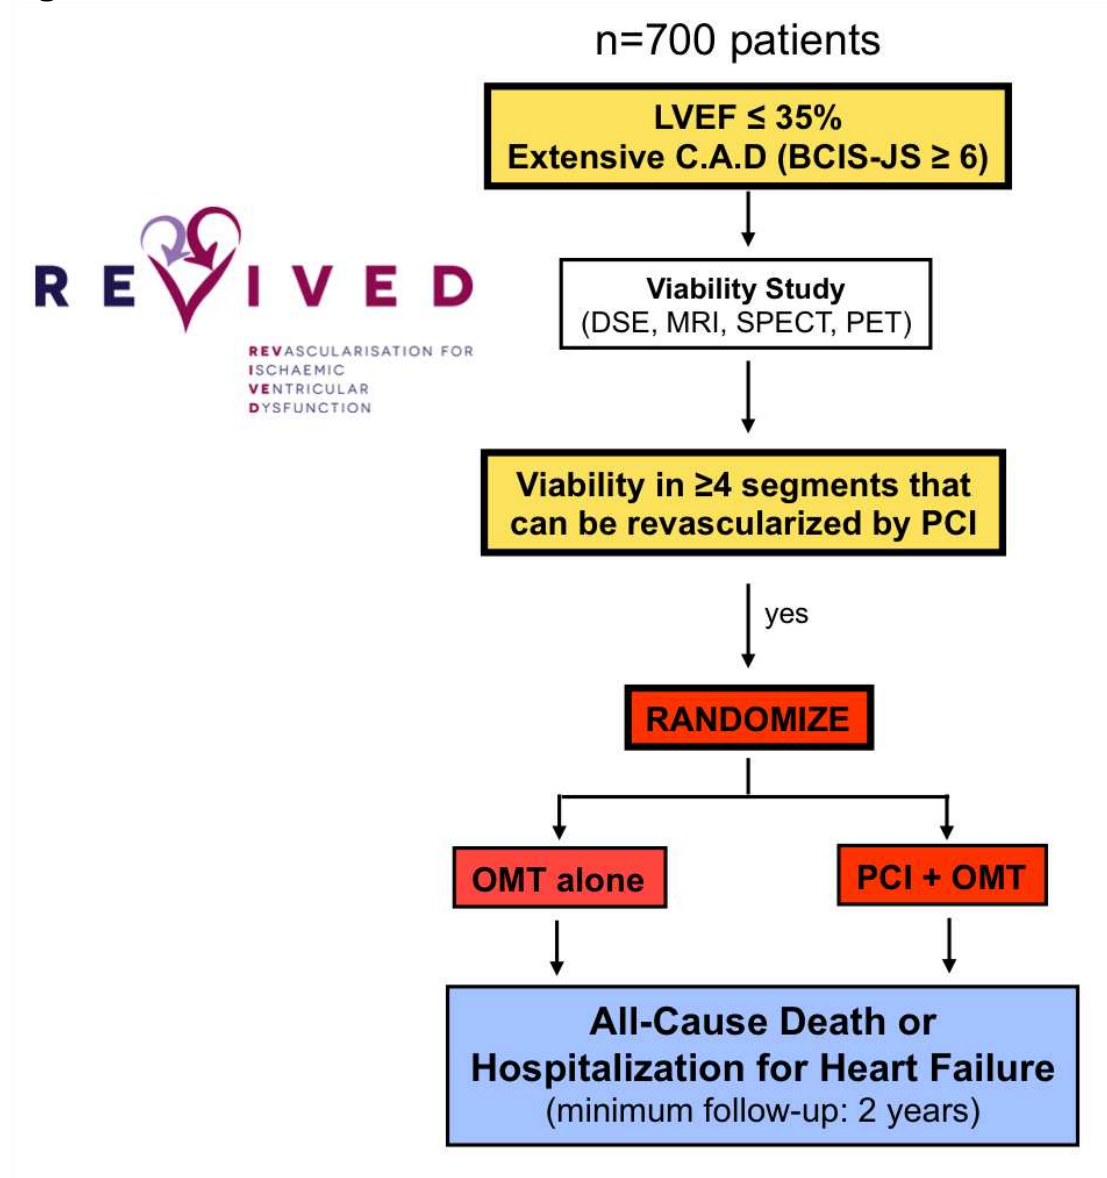 n=700 patients
LVEF ≤ 35%
Extensive C.A.D (BCIS-JS ≥ 6)
REVIVED
REVASCULARISATION FOR
ISCHAEMIC
VENTRICULAR
DYSFUNCTION
Viability Study
(DSE, MRI, SPECT, PET)
Viability in ≥4 segments that
can be revascularized by PCI
yes
RANDOMIZE
OMT alone
PCI + OMT
All-Cause Death or
Hospitalization for Heart Failure
(minimum follow-up: 2 years)